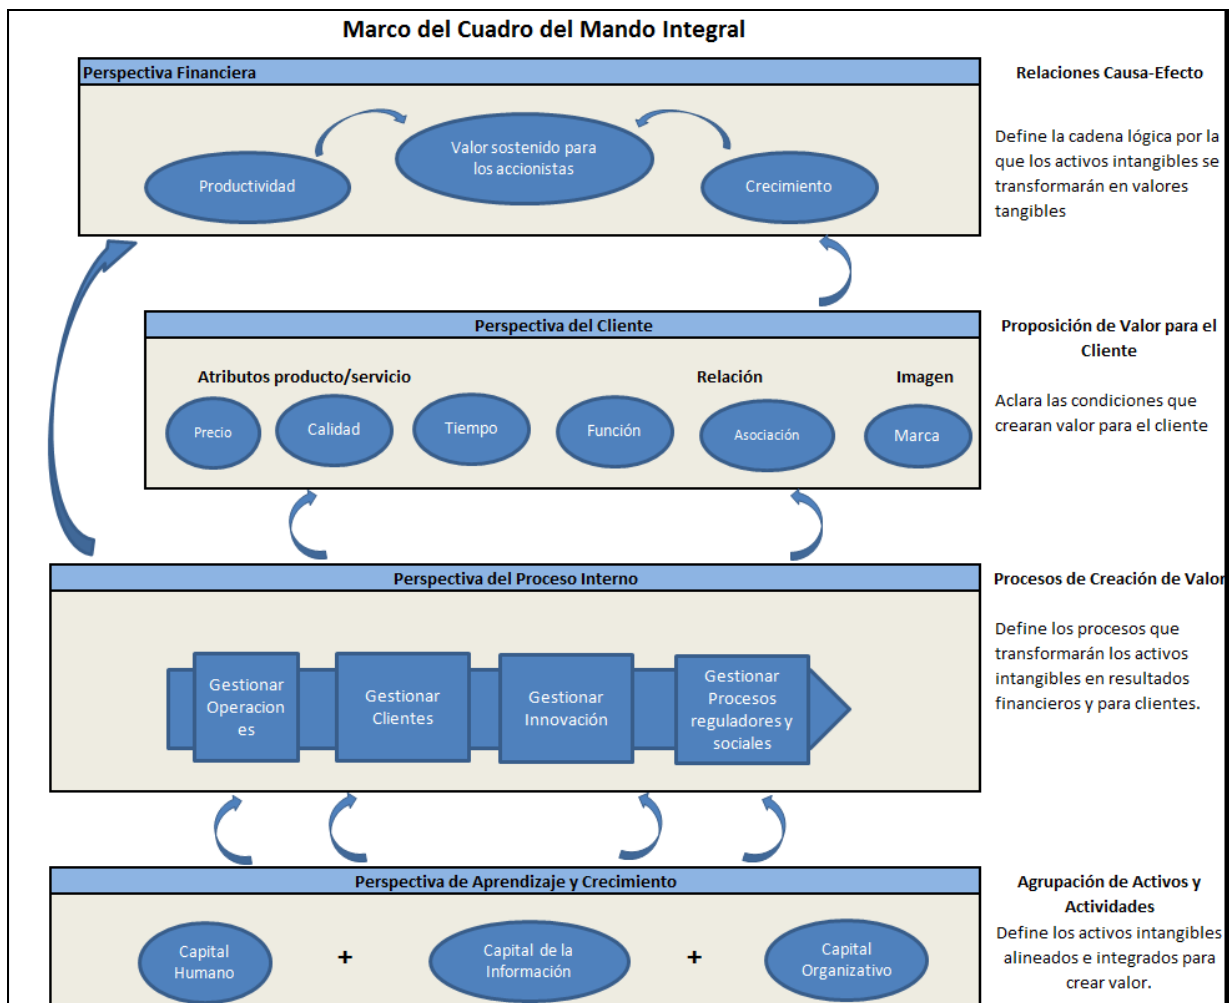 Marco del Cuadro del Mando Integral
Perspectiva Financiera
Productividad
Valor sostenido para
los accionistas
Crecimiento
Relaciones Causa-Efecto
Define la cadena lógica por la
que los activos intangibles se
transformarán en valores
tangibles
Perspectiva del Cliente
Atributos producto/servicio
Relación
Imagen
Precio
Calidad
Tiempo
Función
Asociación
Marca
Proposición de Valor para el
Cliente
Aclara las condiciones que
crearan valor para el cliente
Perspectiva del Proceso Interno
Gestionar
Operacion
es
Gestionar
Clientes
Gestionar
Innovación
Gestionar
Procesos
reguladores y
sociales
Procesos de Creación de Valor
Define los procesos que
transformarán los activos
intangibles en resultados
financieros y para clientes.
Perspectiva de Aprendizaje y Crecimiento
Capital
Humano
+
Capital de la
Información
+
Capital
Organizativo
Agrupación de Activos y
Actividades
Define los activos intangibles
alineados e integrados para
crear valor.